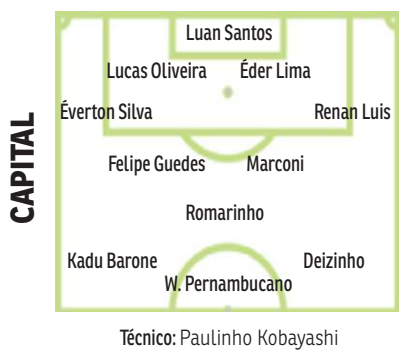 CAPITAL
Luan Santos
Lucas Oliveira Éder Lima
Éverton Silva Renan Luis
Felipe Guedes Marconi
Romarinho
Kadu Barone Deizinho
W. Pernambucano
Técnico: Paulinho Kobayashi